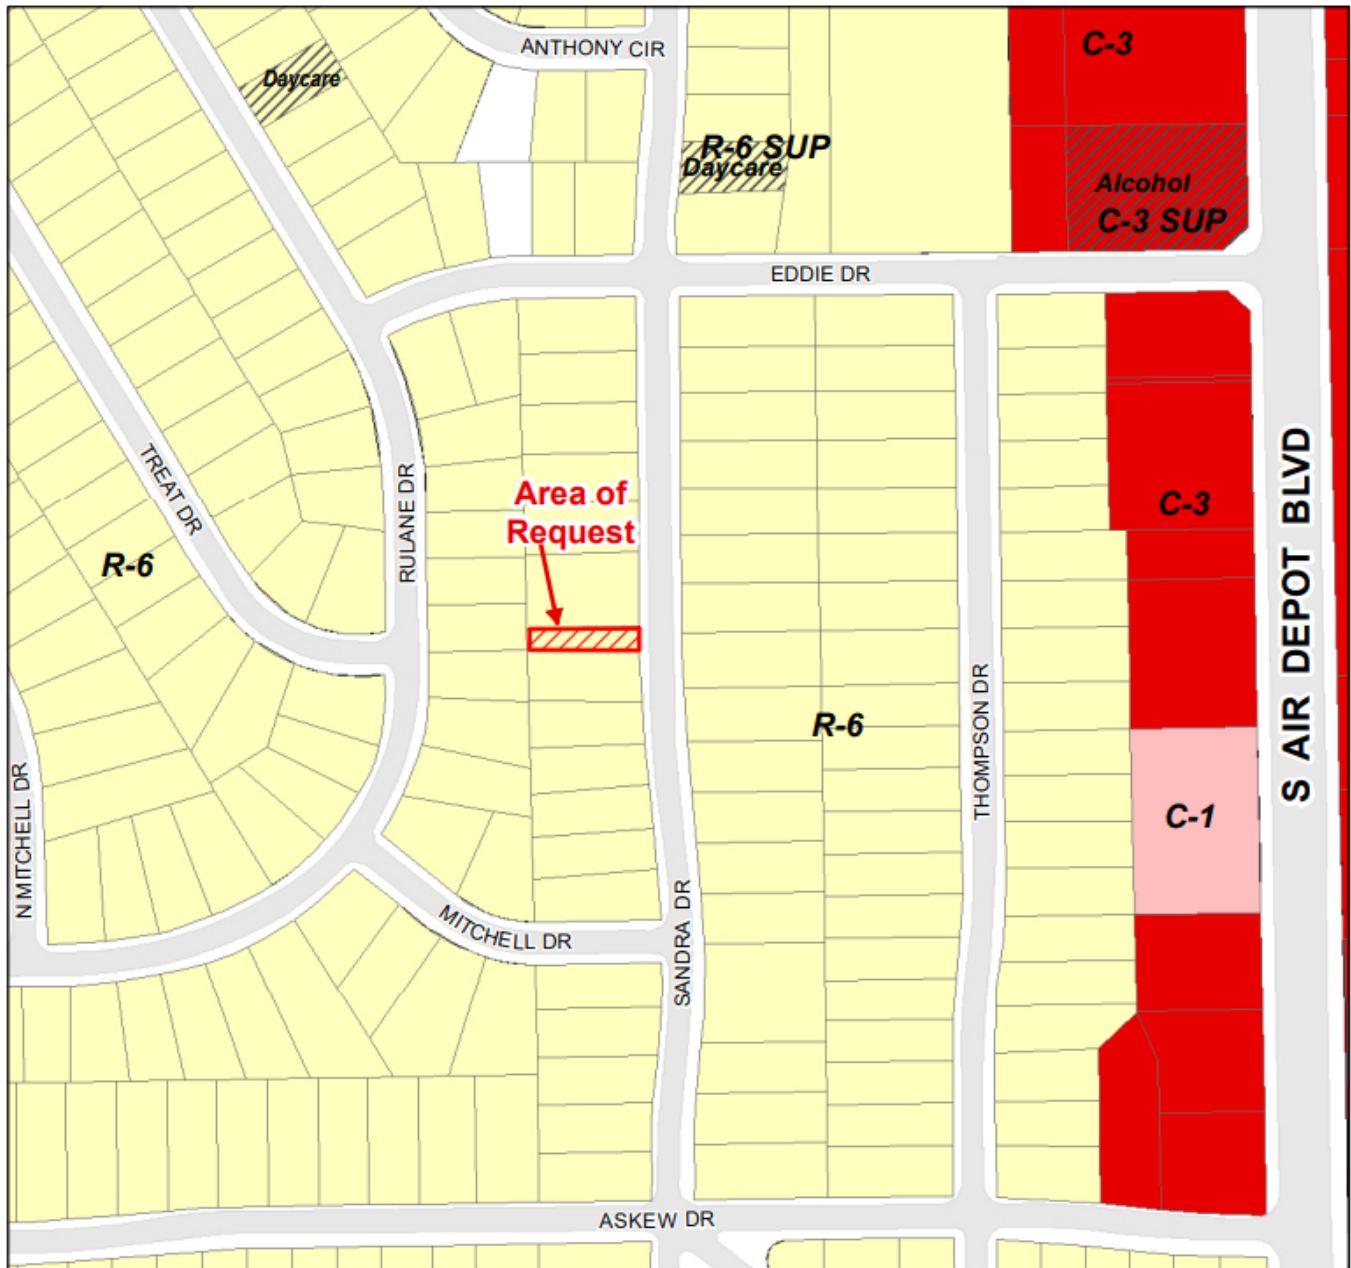 C-3
ANTHONY CIR
Daycare
R-6 SUP
Daycare
Alcohol
C-3 SUP
EDDIE DR
TREAT DR
RULANE DR
Area of
Request
C-3
S AIR DEPOT BLVD
R-6
R-6
THOMPSON DR
C-1
N MITCHELL DR
MITCHELL DR
SANDRA DR
ASKEW DR